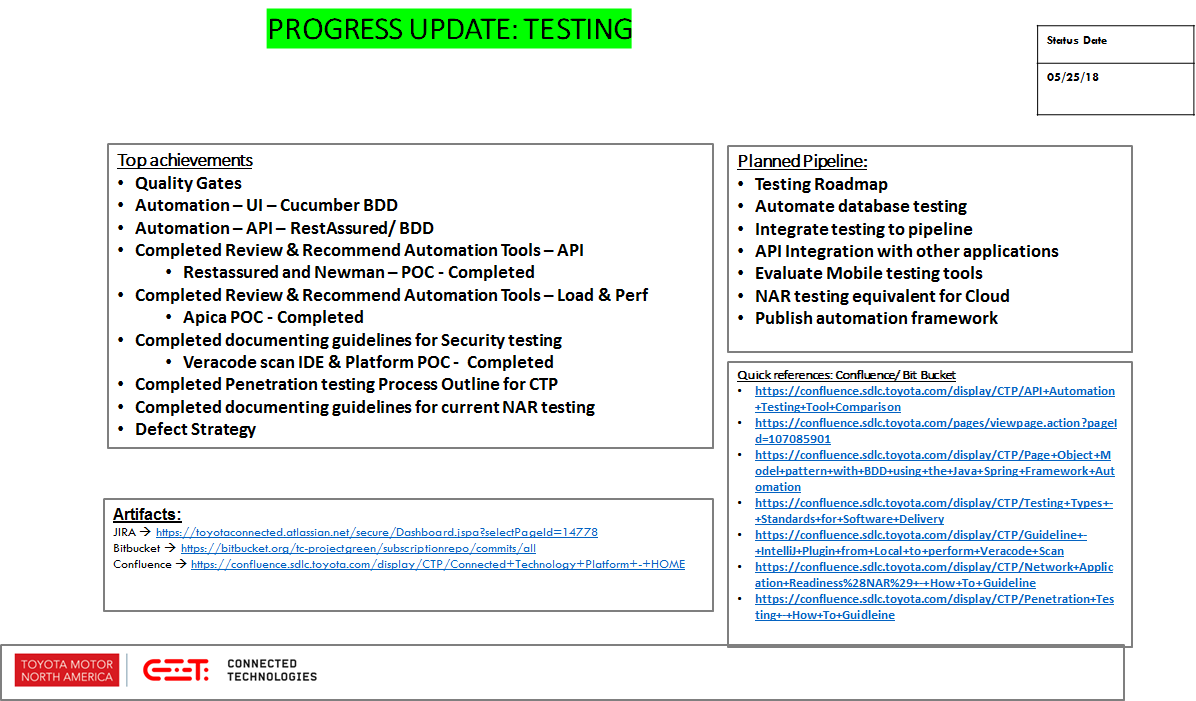 PROGRESS UPDATE: TESTING
Status Date
05/25/18
Top achievements
• Quality Gates
• Automation – UI – Cucumber BDD
• Automation – API – RestAssured/ BDD
• Completed Review & Recommend Automation Tools – API
• Restassured and Newman – POC - Completed
• Completed Review & Recommend Automation Tools – Load & Perf
• Apica POC - Completed
• Completed documenting guidelines for Security testing
• Veracode scan IDE & Platform POC - Completed
• Completed Penetration testing Process Outline for CTP
• Completed documenting guidelines for current NAR testing
• Defect Strategy
Planned Pipeline:
• Testing Roadmap
• Automate database testing
• Integrate testing to pipeline
• API Integration with other applications
• Evaluate Mobile testing tools
• NAR testing equivalent for Cloud
• Publish automation framework
Quick references: Confluence/ Bit Bucket
• https://confluence.sdlc.toyota.com/display/CTP/API+Automation
+Testing+Tool+Comparison
• https://confluence.sdlc.toyota.com/pages/viewpage.action?pageI
d=107085901
• https://confluence.sdlc.toyota.com/display/CTP/Page+Object+M
odel+pattern+with+BDD+using+the+Java+Spring+Framework+Aut
omation
• https://confluence.sdlc.toyota.com/display/CTP/Testing+Types+-
+Standards+for+Software+Delivery
• https://confluence.sdlc.toyota.com/display/CTP/Guideline+-
+IntelliJ+Plugin+from+Local+to+perform+Veracode+Scan
• https://confluence.sdlc.toyota.com/display/CTP/Network+Applic
ation+Readiness%28NAR%29+-+How+To+Guideline
• https://confluence.sdlc.toyota.com/display/CTP/Penetration+Tes
ting+-+How+To+Guidleine
Artifacts:
JIRA → https://toyotaconnected.atlassian.net/secure/Dashboard.jspa?selectPageId=14778
Bitbucket → https://bitbucket.org/tc-projectgreen/subscriptionrepo/commits/all
Confluence → https://confluence.sdlc.toyota.com/display/CTP/Connected+Technology+Platform+-+HOME
TOYOTA MOTOR
NORTH AMERICA
CONNECTED
TECHNOLOGIES